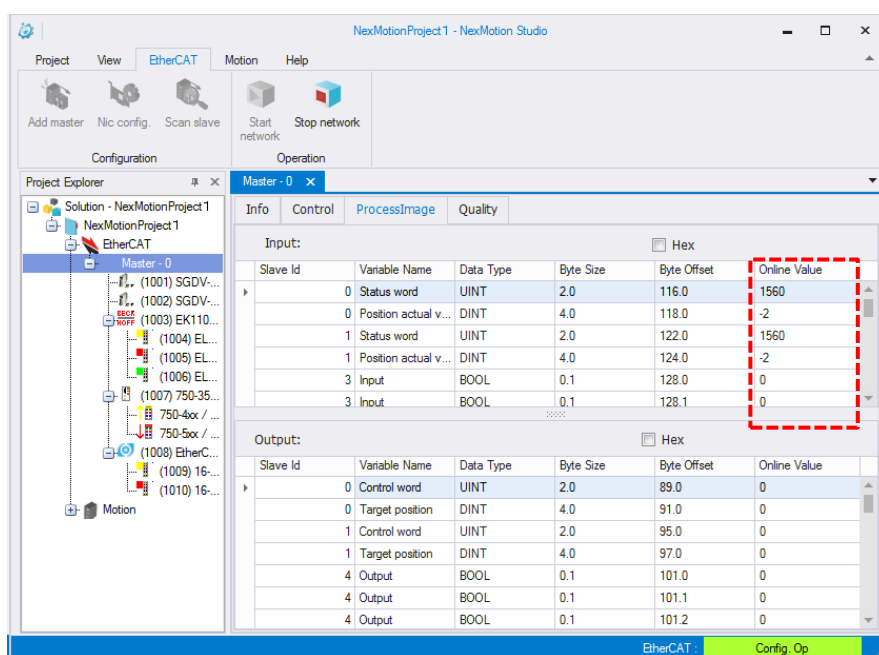 NexMotionProject1 - NexMotion Studio
Project View EtherCAT Motion Help
Add master Nic config. Scan slave Start network Stop network
Configuration Operation
Project Explorer
Solution - NexMotionProject1
NexMotionProject1
EtherCAT
Master - 0
(1001) SGDV-...
(1002) SGDV-...
BECK HOFF (1003) EK110...
(1004) EL...
(1005) EL...
(1006) EL...
(1007) 750-35...
750-4xx / ...
750-5xx / ...
(1008) EtherC...
(1009) 16-...
(1010) 16-...
Motion
Master - 0
Info Control ProcessImage Quality
Input: Hex
Slave Id Variable Name Data Type Byte Size Byte Offset Online Value
0 Status word UINT 2.0 116.0 1560
0 Position actual v... DINT 4.0 118.0 -2
1 Status word UINT 2.0 122.0 1560
1 Position actual v... DINT 4.0 124.0 -2
3 Input BOOL 0.1 128.0 0
3 Input BOOL 0.1 128.1 0
Output: Hex
Slave Id Variable Name Data Type Byte Size Byte Offset Online Value
0 Control word UINT 2.0 89.0 0
0 Target position DINT 4.0 91.0 0
1 Control word UINT 2.0 95.0 0
1 Target position DINT 4.0 97.0 0
4 Output BOOL 0.1 101.0 0
4 Output BOOL 0.1 101.1 0
4 Output BOOL 0.1 101.2 0
EtherCAT : Config. Op